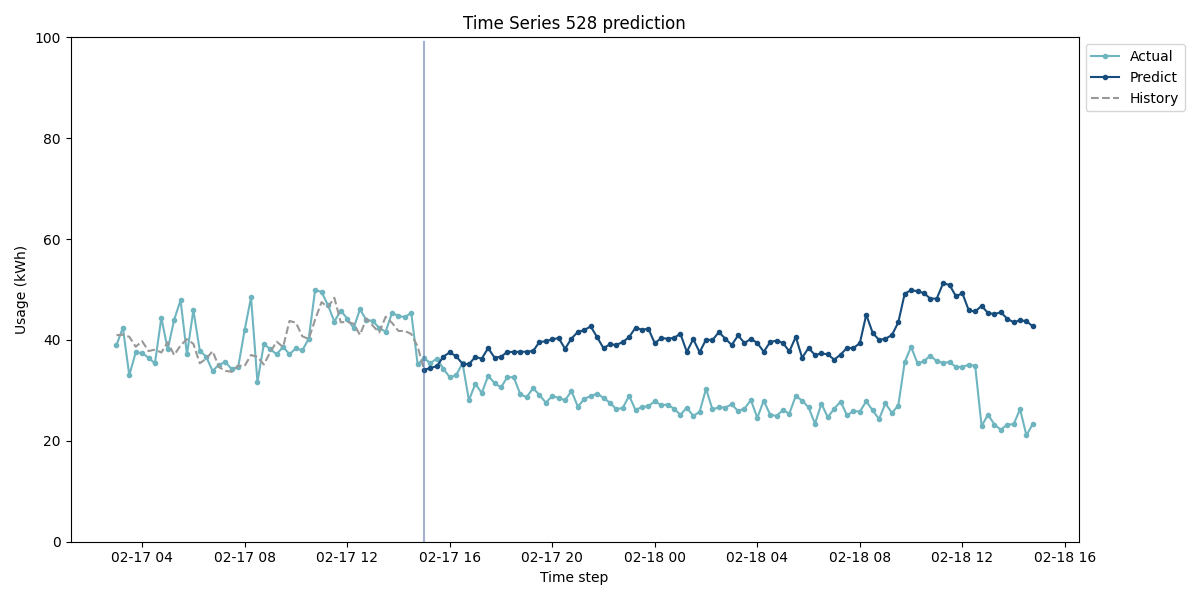 Time Series 528 prediction
100
80
60
40
20
0
Usage (kWh)
02-17 04
02-17 08
02-17 12
02-17 16
02-17 20
02-18 00
02-18 04
02-18 08
02-18 12
02-18 16
Time step
Actual
Predict
History